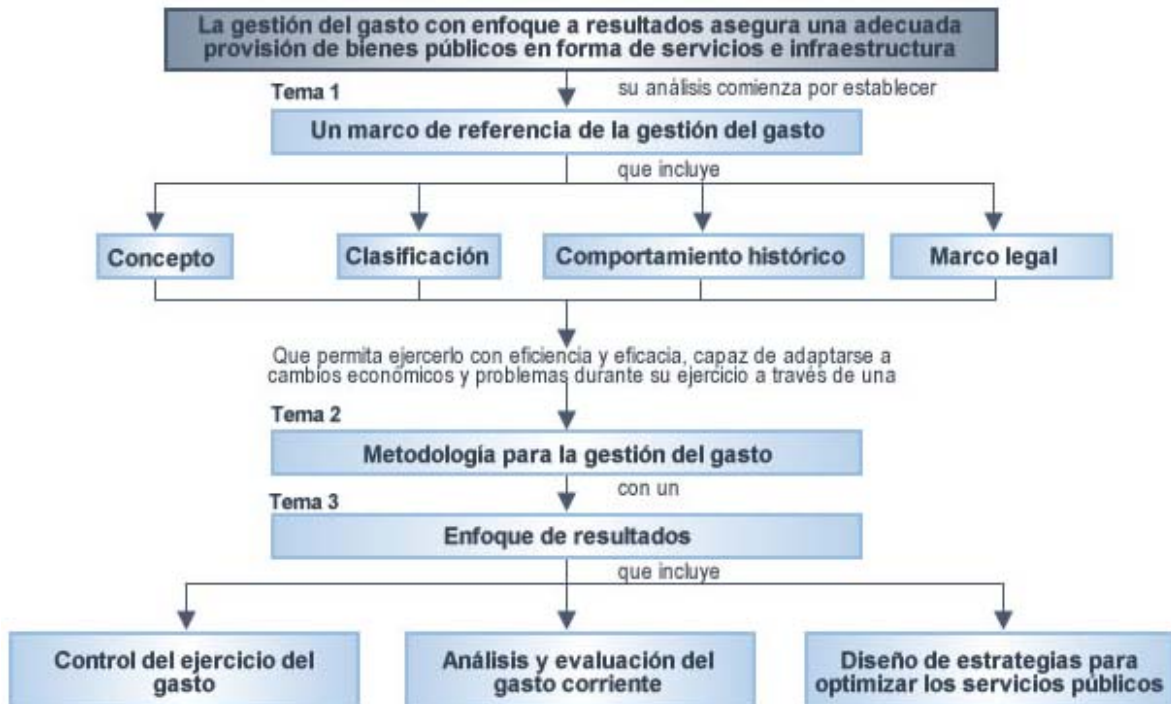 La gestión del gasto con enfoque a resultados asegura una adecuada
provisión de bienes públicos en forma de servicios e infraestructura
su análisis comienza por establecer
Tema 1
Un marco de referencia de la gestión del gasto
que incluye
Concepto
Clasificación
Comportamiento histórico
Marco legal
Que permita ejercerlo con eficiencia y eficacia, capaz de adaptarse a
cambios económicos y problemas durante su ejercicio a través de una
Tema 2
Metodología para la gestión del gasto
con un
Tema 3
Enfoque de resultados
que incluye
Control del ejercicio del
gasto
Análisis y evaluación del
gasto corriente
Diseño de estrategias para
optimizar los servicios públicos